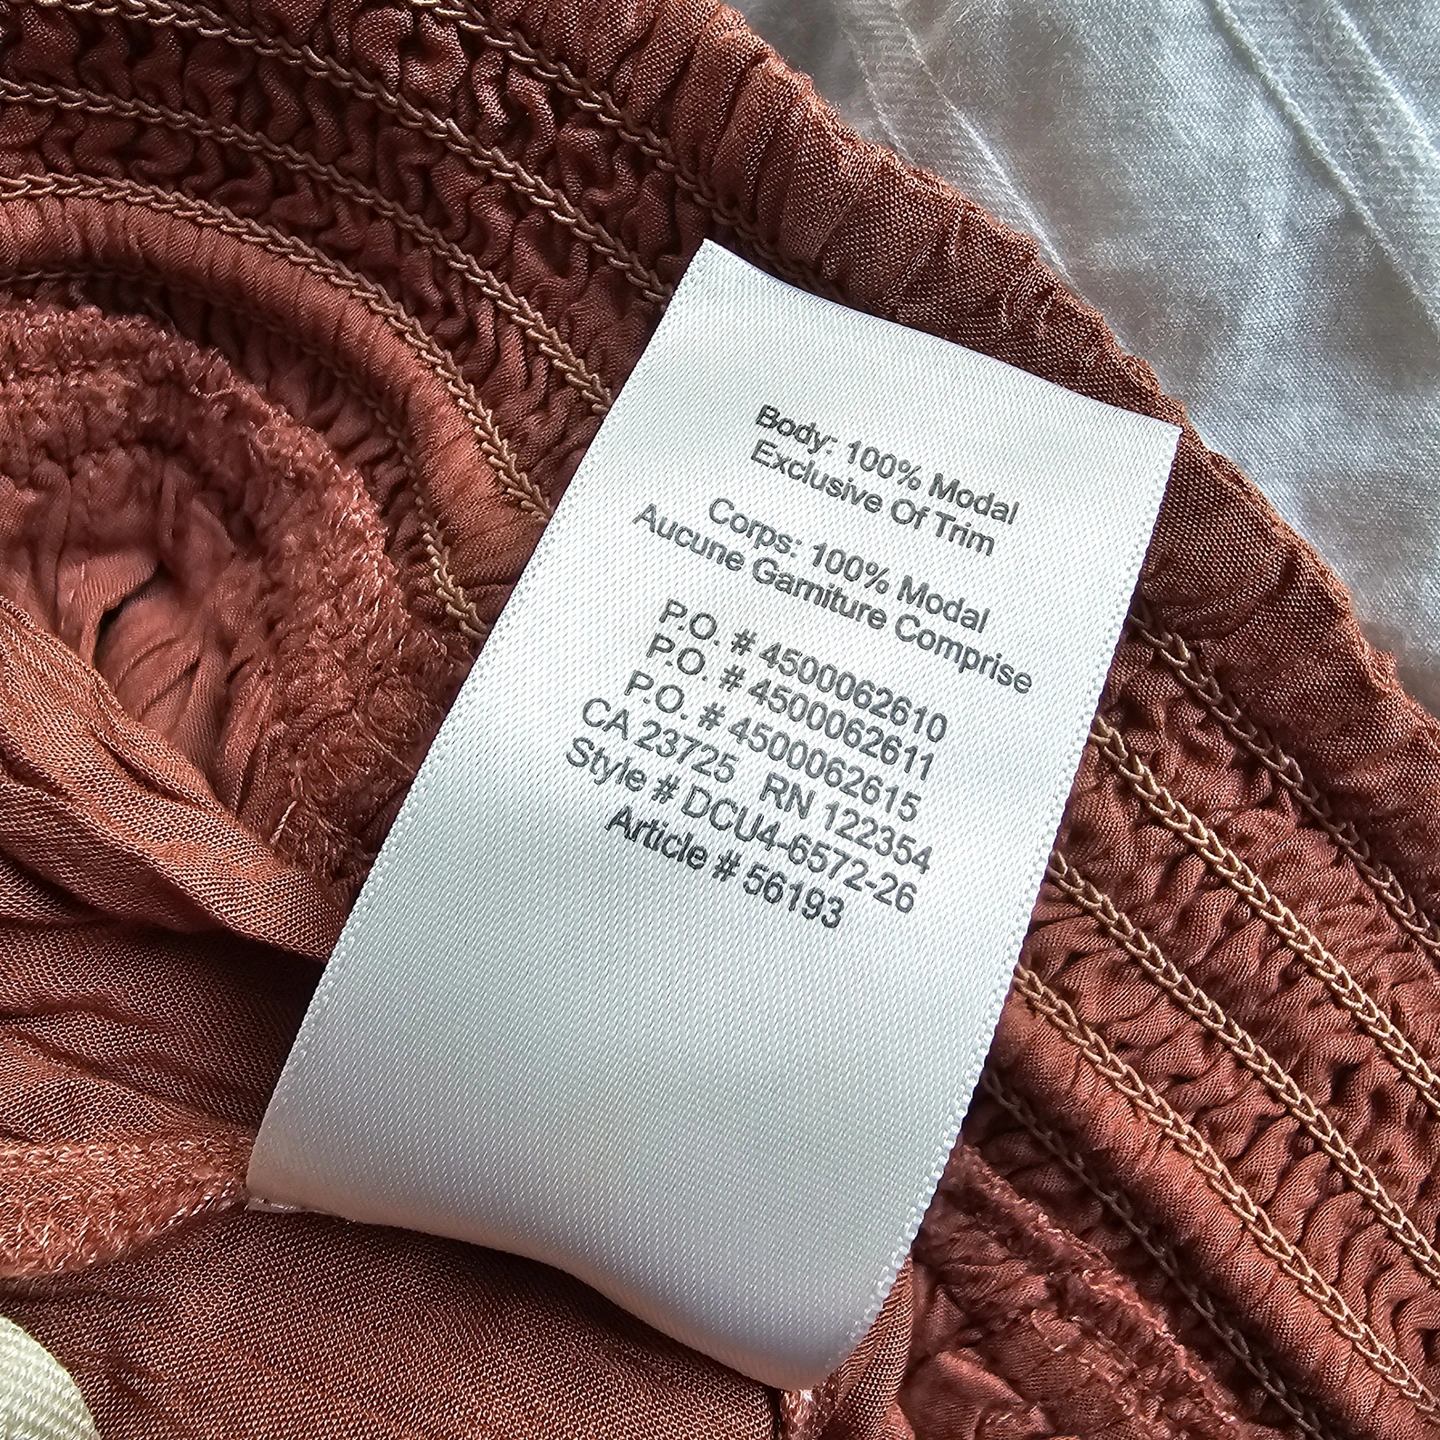 Body: 100% Modal
Exclusive Of Trim
Corps: 100% Modal
Aucune Garniture Comprise
P.O. # 4500062610
P.O. # 4500062611
P.O. # 4500062615
CA 23725 RN 122354
Style # DCU4-6572-26
Article # 56193